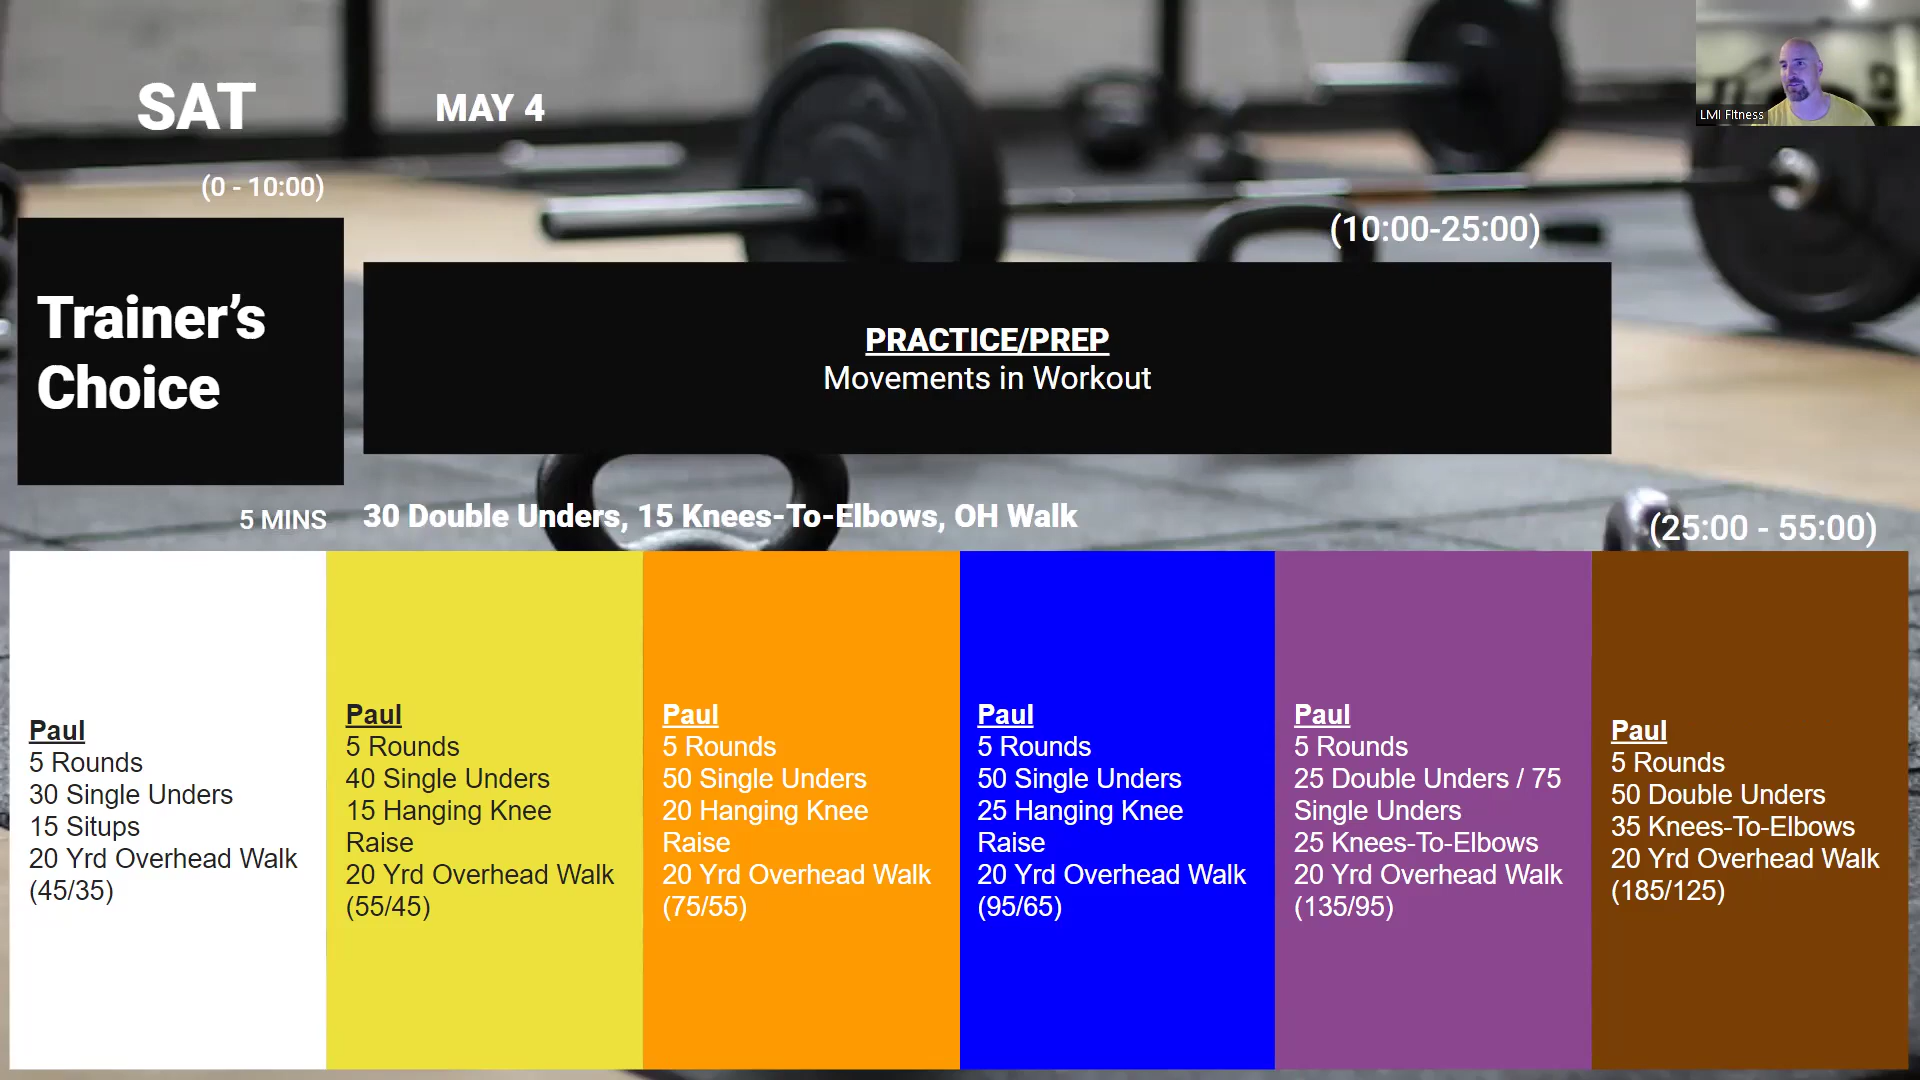 SAT
MAY 4
LMI FItness
(0 - 10:00)
(10:00-25:00)
Trainer’s
Choice
PRACTICE/PREP
Movements in Workout
5 MINS
30 Double Unders, 15 Knees-To-Elbows, OH Walk
(25:00 - 55:00)
Paul
5 Rounds
30 Single Unders
15 Situps
20 Yrd Overhead Walk
(45/35)
Paul
5 Rounds
40 Single Unders
15 Hanging Knee
Raise
20 Yrd Overhead Walk
(55/45)
Paul
5 Rounds
50 Single Unders
20 Hanging Knee
Raise
20 Yrd Overhead Walk
(75/55)
Paul
5 Rounds
50 Single Unders
25 Hanging Knee
Raise
20 Yrd Overhead Walk
(95/65)
Paul
5 Rounds
25 Double Unders / 75
Single Unders
25 Knees-To-Elbows
20 Yrd Overhead Walk
(135/95)
Paul
5 Rounds
50 Double Unders
35 Knees-To-Elbows
20 Yrd Overhead Walk
(185/125)